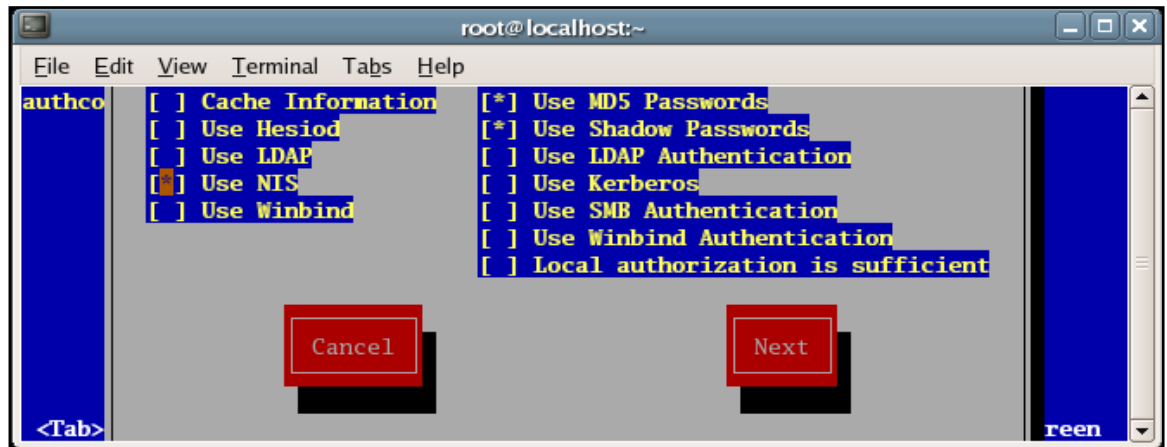 root@localhost:~
File Edit View Terminal Tabs Help
authco [ ] Cache Information [*] Use MD5 Passwords
[ ] Use Hesiod [*] Use Shadow Passwords
[ ] Use LDAP [ ] Use LDAP Authentication
[*] Use NIS [ ] Use Kerberos
[ ] Use Winbind [ ] Use SMB Authentication
[ ] Use Winbind Authentication
[ ] Local authorization is sufficient
Cancel Next
<Tab> reen